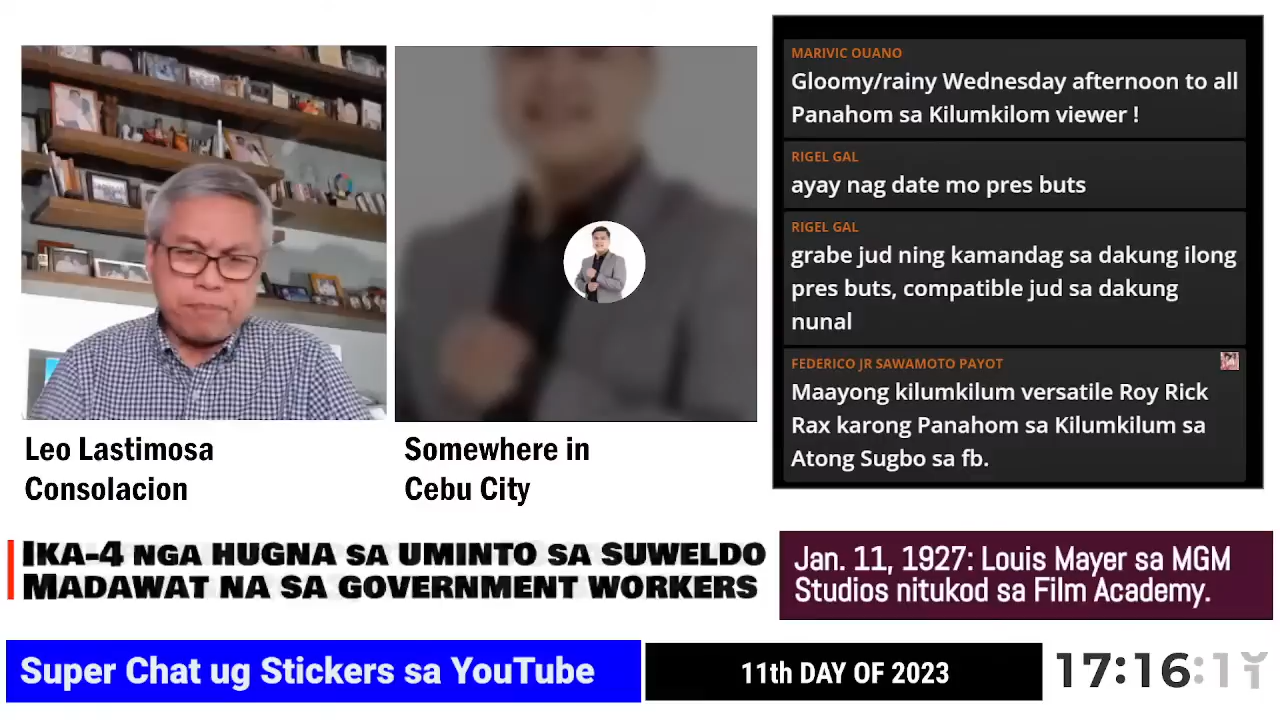 Leo Lastimosa
Consolacion
Somewhere in
Cebu City
MARIVIC OUANO
Gloomy/rainy Wednesday afternoon to all
Panahom sa Kilumkilom viewer !
RIGEL GAL
ayay nag date mo pres buts
RIGEL GAL
grabe jud ning kamandag sa dakung ilong
pres buts, compatible jud sa dakung
nunal
FEDERICO JR SAWAMOTO PAYOT
Maayong kilumkilum versatile Roy Rick
Rax karong Panahom sa Kilumkilum sa
Atong Sugbo sa fb.
IKA-4 NGA HUGNA SA UMINTO SA SUWELDO
MADAWAT NA SA GOVERNMENT WORKERS
Jan. 11, 1927: Louis Mayer sa MGM
Studios nitukod sa Film Academy.
Super Chat ug Stickers sa YouTube
11th DAY OF 2023
17:16:1